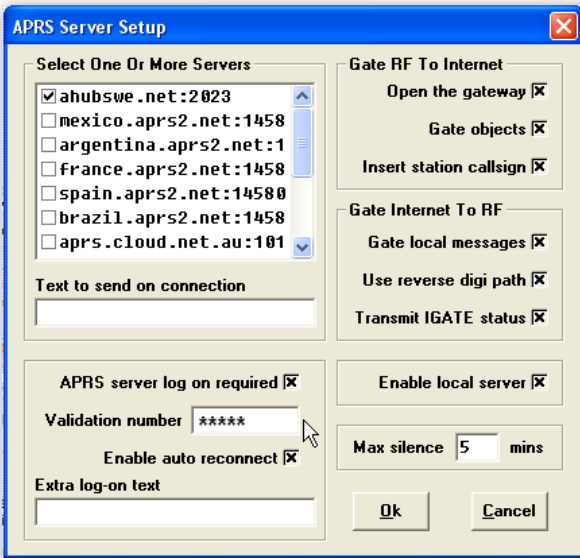 APRS Server Setup
Select One Or More Servers
ahubswe.net:2023
mexico.aprs2.net:1458
argentina.aprs2.net:1
france.aprs2.net:1458
spain.aprs2.net:14580
brazil.aprs2.net:1458
aprs.cloud.net.au:101
Text to send on connection
APRS server log on required
Validation number *****
Enable auto reconnect
Extra log-on text
Gate RF To Internet
Open the gateway
Gate objects
Insert station callsign
Gate Internet To RF
Gate local messages
Use reverse digi path
Transmit IGATE status
Enable local server
Max silence 5 mins
Ok Cancel